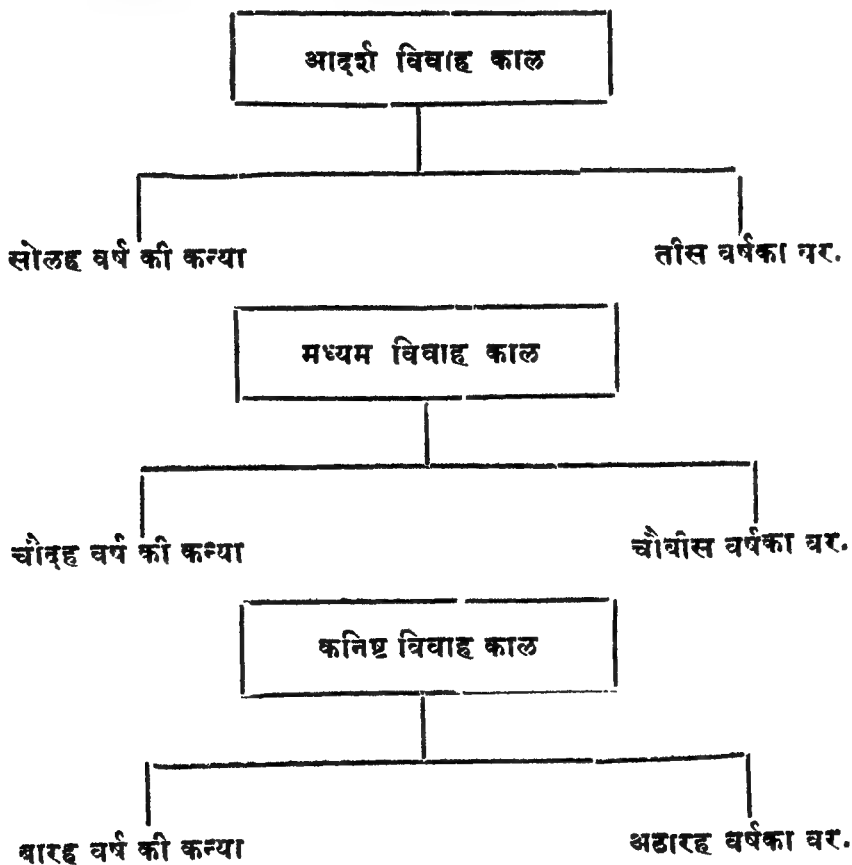 आदर्श विवाह काल
सोलह वर्ष की कन्या तीस वर्षका वर.
मध्यम विवाह काल
चौदह वर्ष की कन्या चौबीस वर्षका वर.
कनिष्ट विवाह काल
बारह वर्ष की कन्या अठारह वर्षका वर.